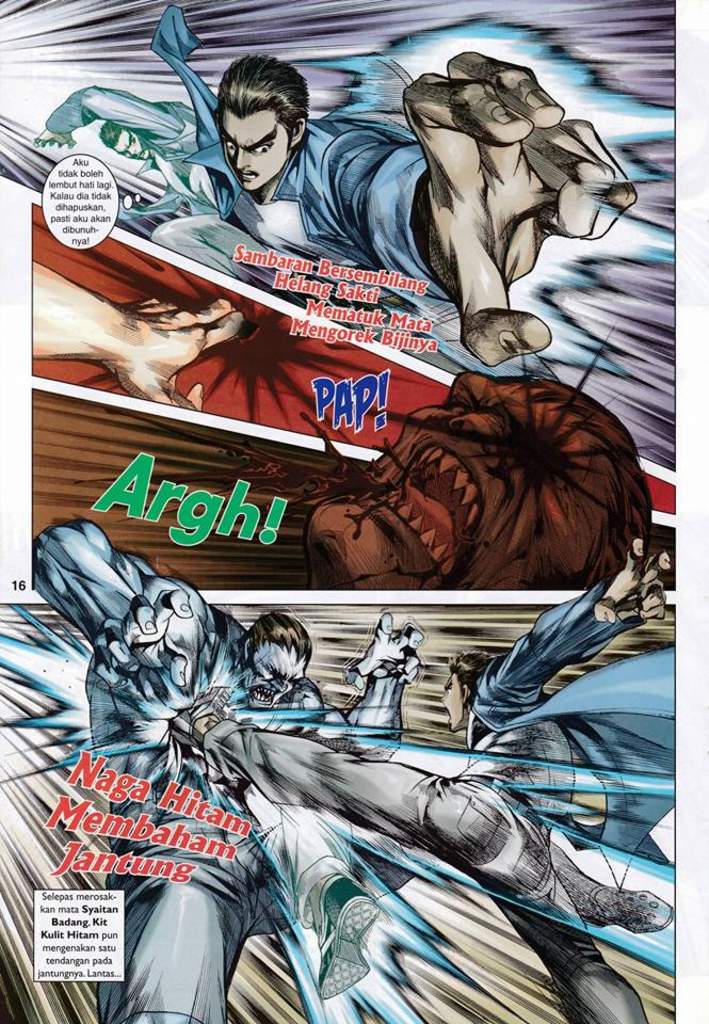 Aku
tidak boleh
lembut hati lagi.
Kalau dia tidak
dihapuskan,
pasti aku akan
dibunuh-
nya!
Sambaran Bersembilang
Helang Sakti
Mematuk Mata
Mengorek Bijinya
PAP!
Argh!
16
Naga Hitam
Membaham
Jantung
Selepas merosak-
kan mata Syaitan
Badang, Kit
Kulit Hitam pun
mengenakan satu
tendangan pada
jantungnya. Lantas...